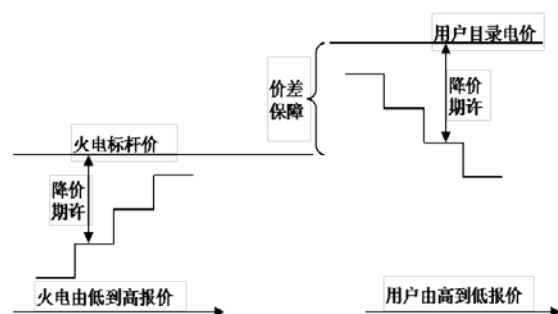 用户目录电价
价差
保障
降价
期许
火电标杆价
降价
期许
火电由低到高报价
用户由高到低报价